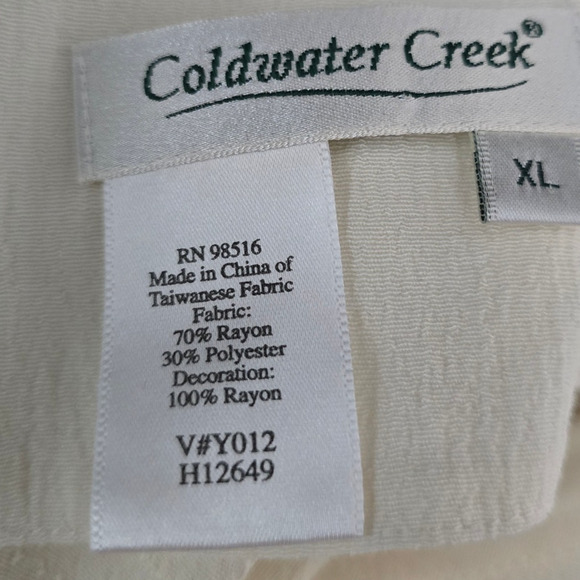 Coldwater Creek®
XL
RN 98516
Made in China of
Taiwanese Fabric
Fabric:
70% Rayon
30% Polyester
Decoration:
100% Rayon
V#Y012
H12649